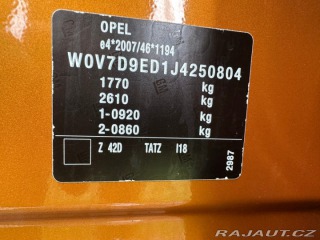 OPEL
e4*2007/46*1194
W0V7D9ED1J4250804
1770 kg
2610 kg
1-0920 kg
2-0860 kg
Z 42D TATZ I18
2987
RAJAUT.CZ